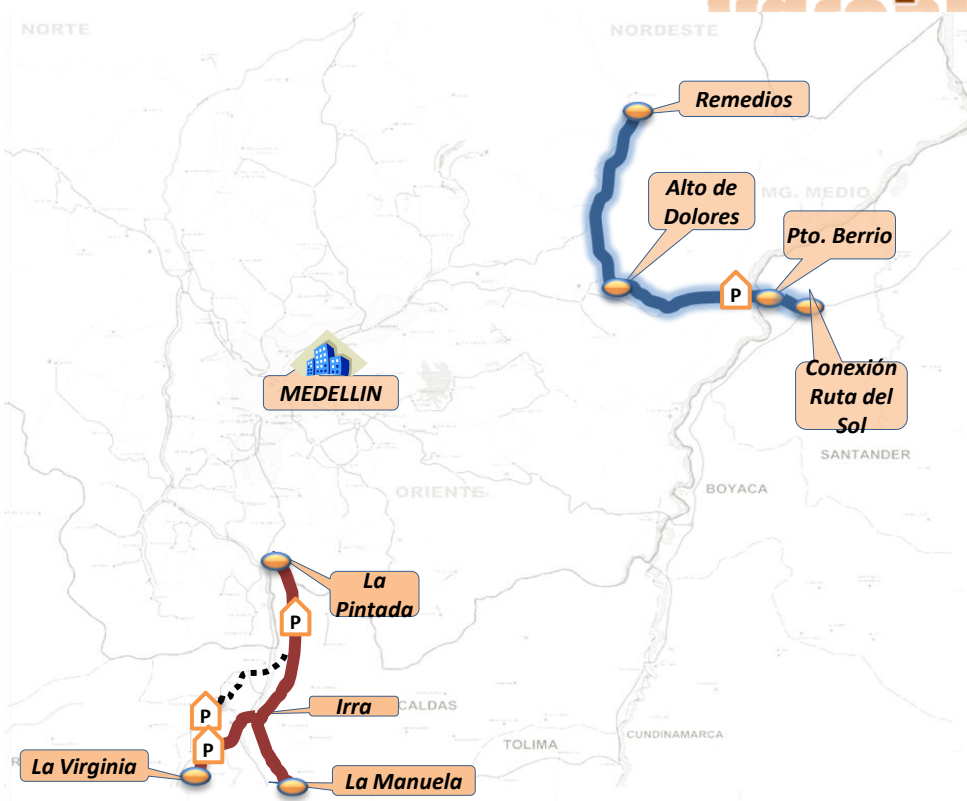 NORTE
NORDESTE
Remedios
Alto de
Dolores
MG. MEDIO
Pto. Berrio
P
Conexión
Ruta del
Sol
MEDELLIN
SANTANDER
BOYACA
ORIENTE
La
Pintada
P
P
Irra
CALDAS
P
TOLIMA
CUNDINAMARCA
La Virginia
La Manuela